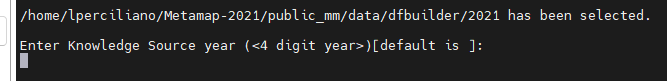 /home/lperciliano/Metamap-2021/public_mm/data/dfbuilder/2021 has been selected.
Enter Knowledge Source year (<4 digit year>)[default is ]: